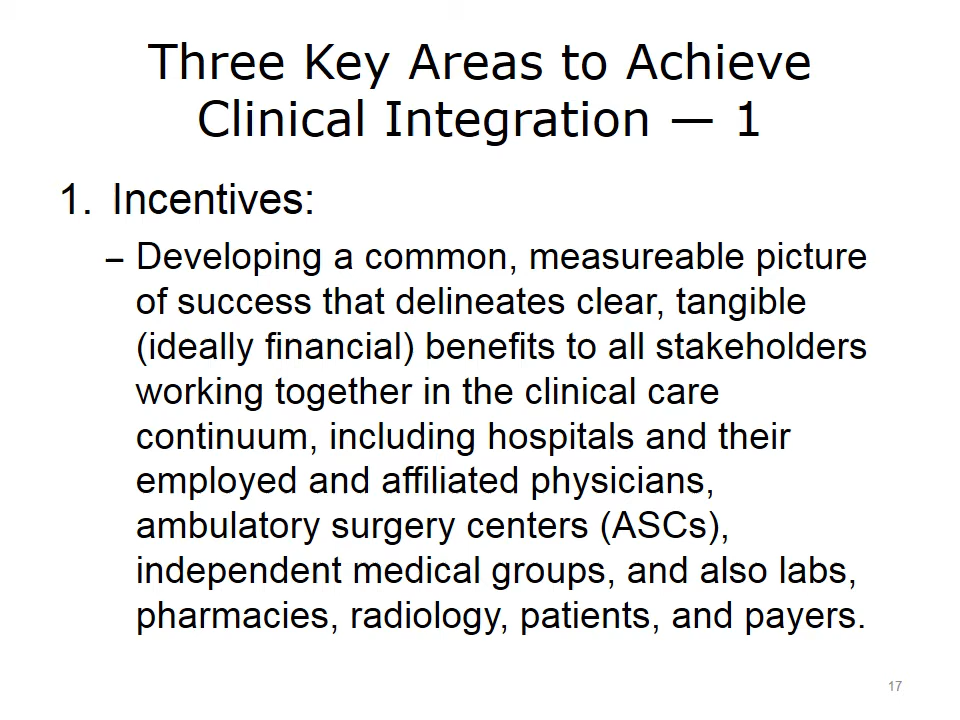 Three Key Areas to Achieve
Clinical Integration — 1
1. Incentives:
– Developing a common, measureable picture
of success that delineates clear, tangible
(ideally financial) benefits to all stakeholders
working together in the clinical care
continuum, including hospitals and their
employed and affiliated physicians,
ambulatory surgery centers (ASCs),
independent medical groups, and also labs,
pharmacies, radiology, patients, and payers.
17